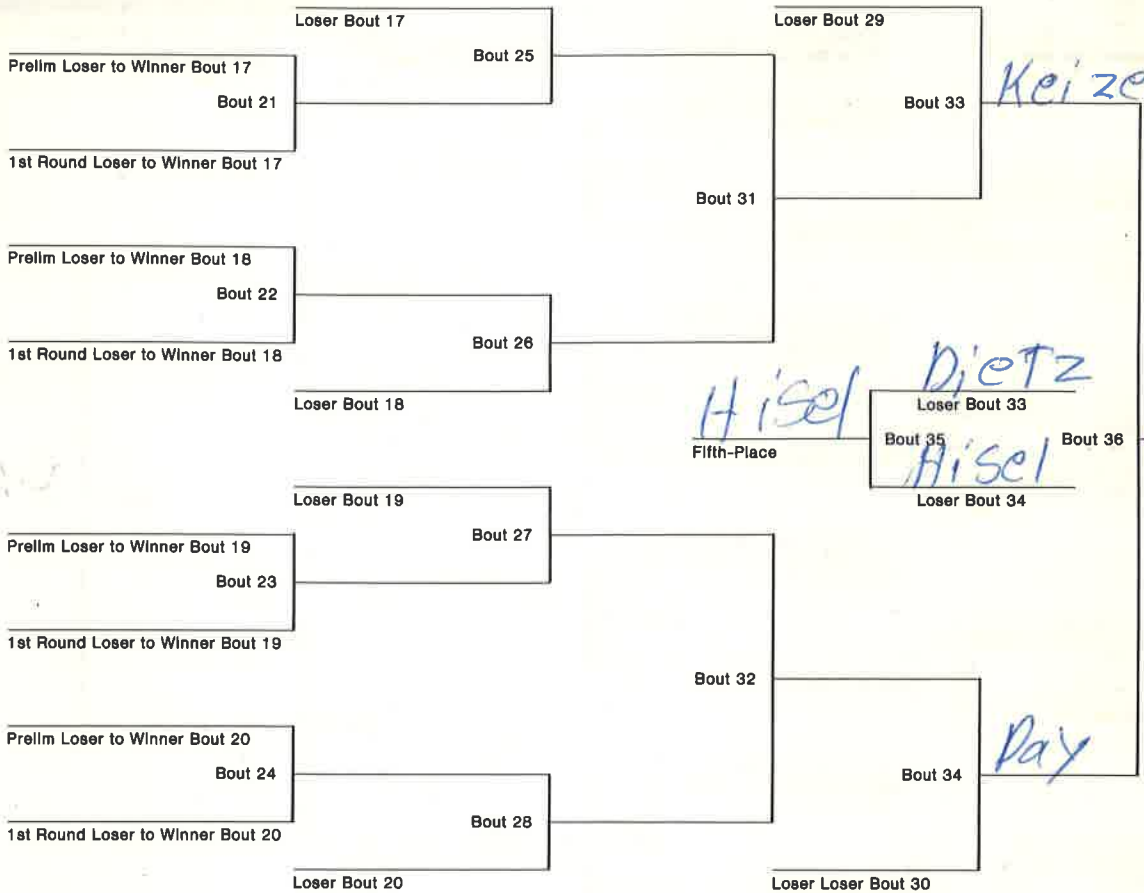 Loser Bout 17
Loser Bout 29
Bout 25
Prelim Loser to Winner Bout 17
Keize
Bout 21
Bout 33
1st Round Loser to Winner Bout 17
Bout 31
Prelim Loser to Winner Bout 18
Bout 22
Bout 26
1st Round Loser to Winner Bout 18
Dietz
Loser Bout 18
Loser Bout 33
Hisel
Bout 35
Bout 36
Fifth-Place
Hisel
Loser Bout 19
Loser Bout 34
Bout 27
Prelim Loser to Winner Bout 19
Bout 23
1st Round Loser to Winner Bout 19
Bout 32
Prelim Loser to Winner Bout 20
Day
Bout 24
Bout 34
Bout 28
1st Round Loser to Winner Bout 20
Loser Bout 20
Loser Loser Bout 30